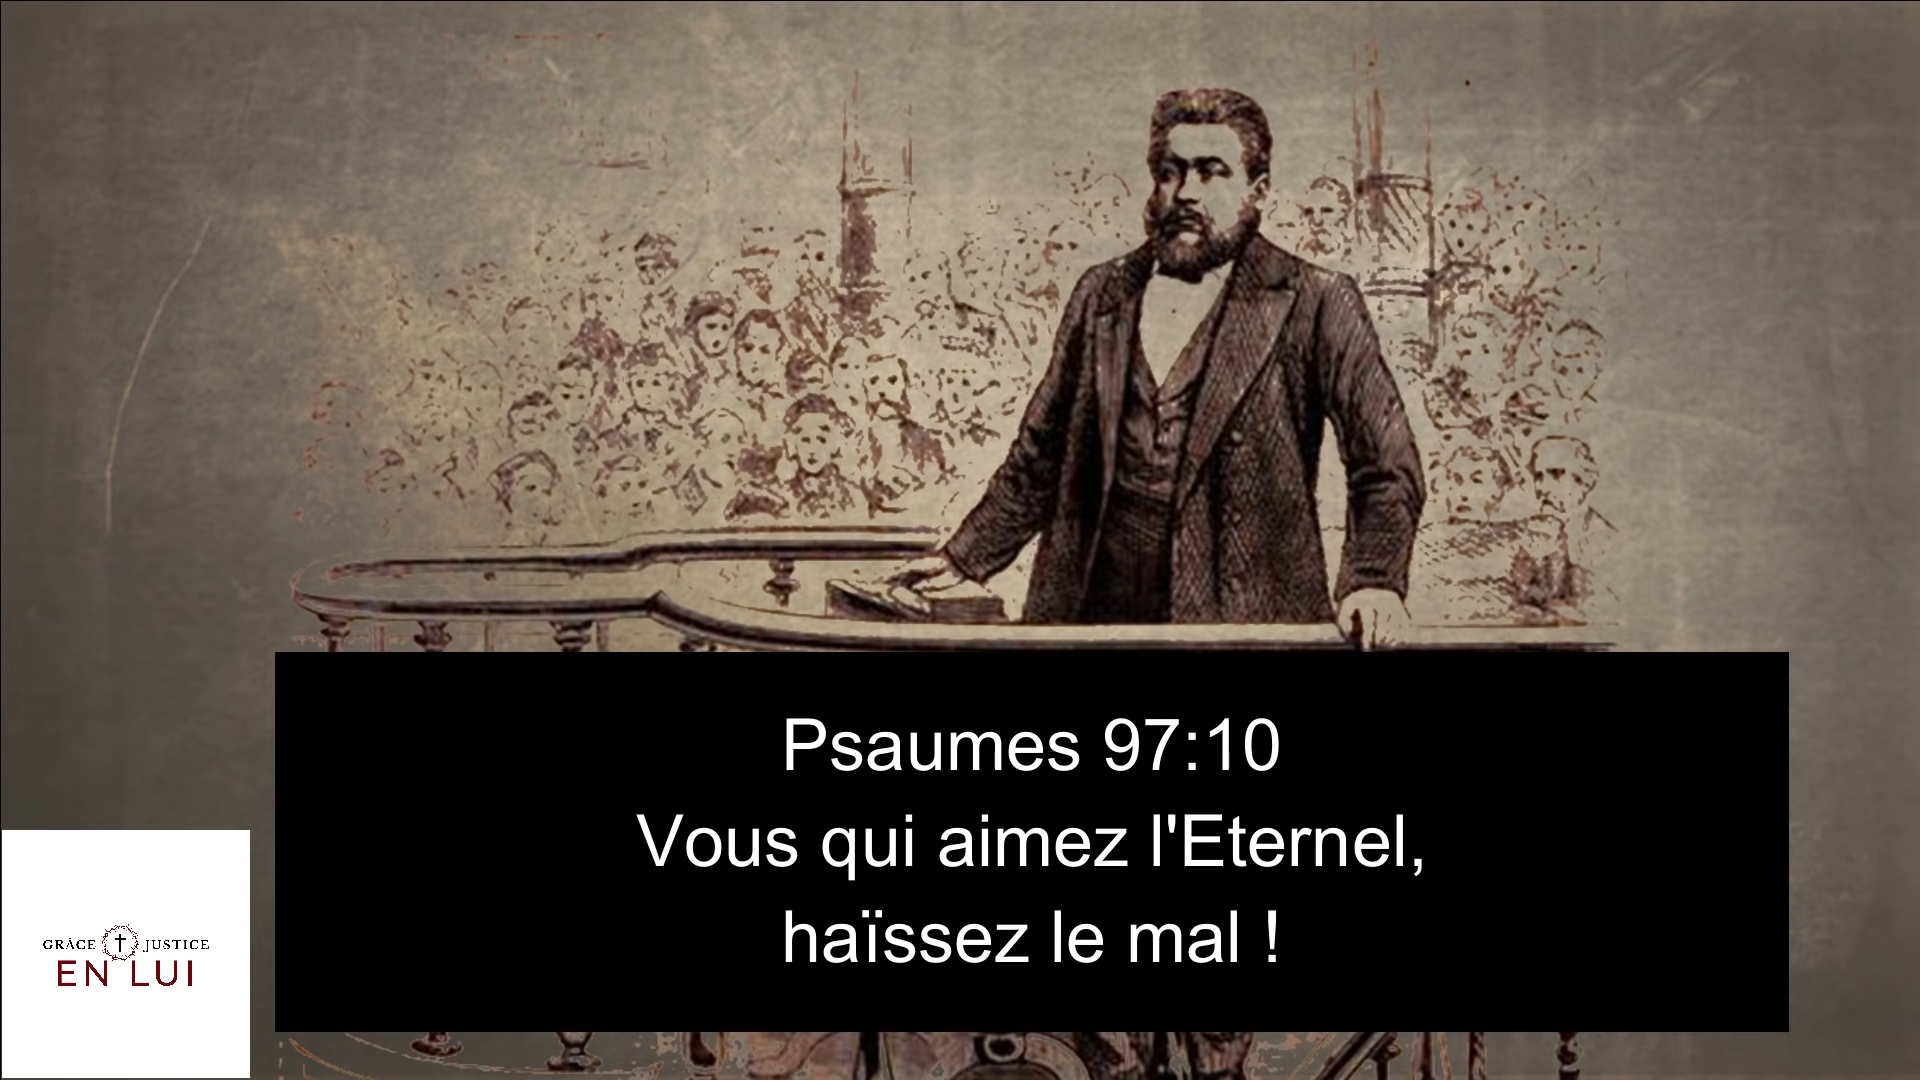 Psaumes 97:10
Vous qui aimez l'Eternel,
haïssez le mal !
GRÂCE JUSTICE
EN LUI